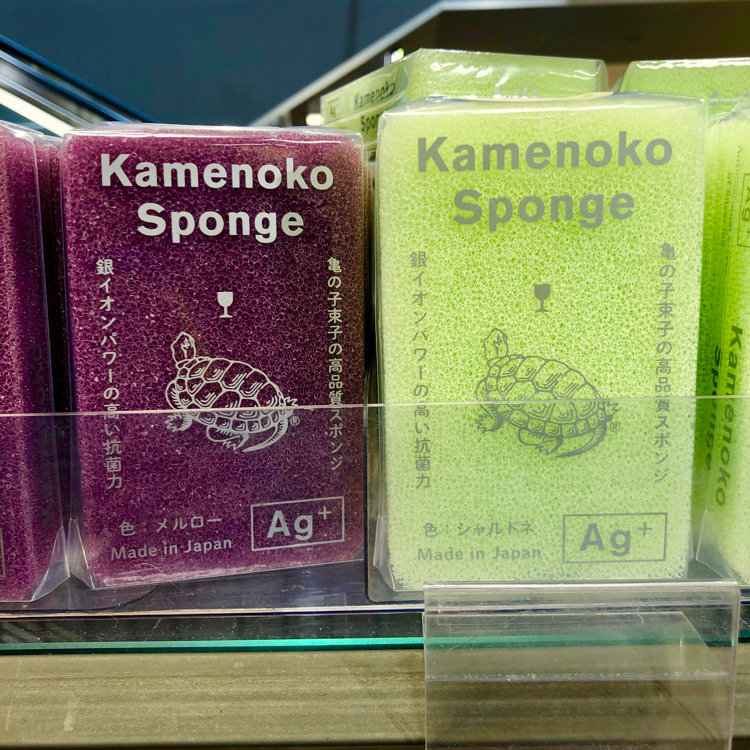 Kamenoko
Sponge
亀の子束子の高品質スポンジ
銀イオンパワーの高い抗菌力
色：メルロー
Made in Japan
Ag+
Kamenoko
Sponge
亀の子束子の高品質スポンジ
銀イオンパワーの高い抗菌力
色：シャルドネ
Made in Japan
Ag+
Kamenoko
Kamenoko
sponge